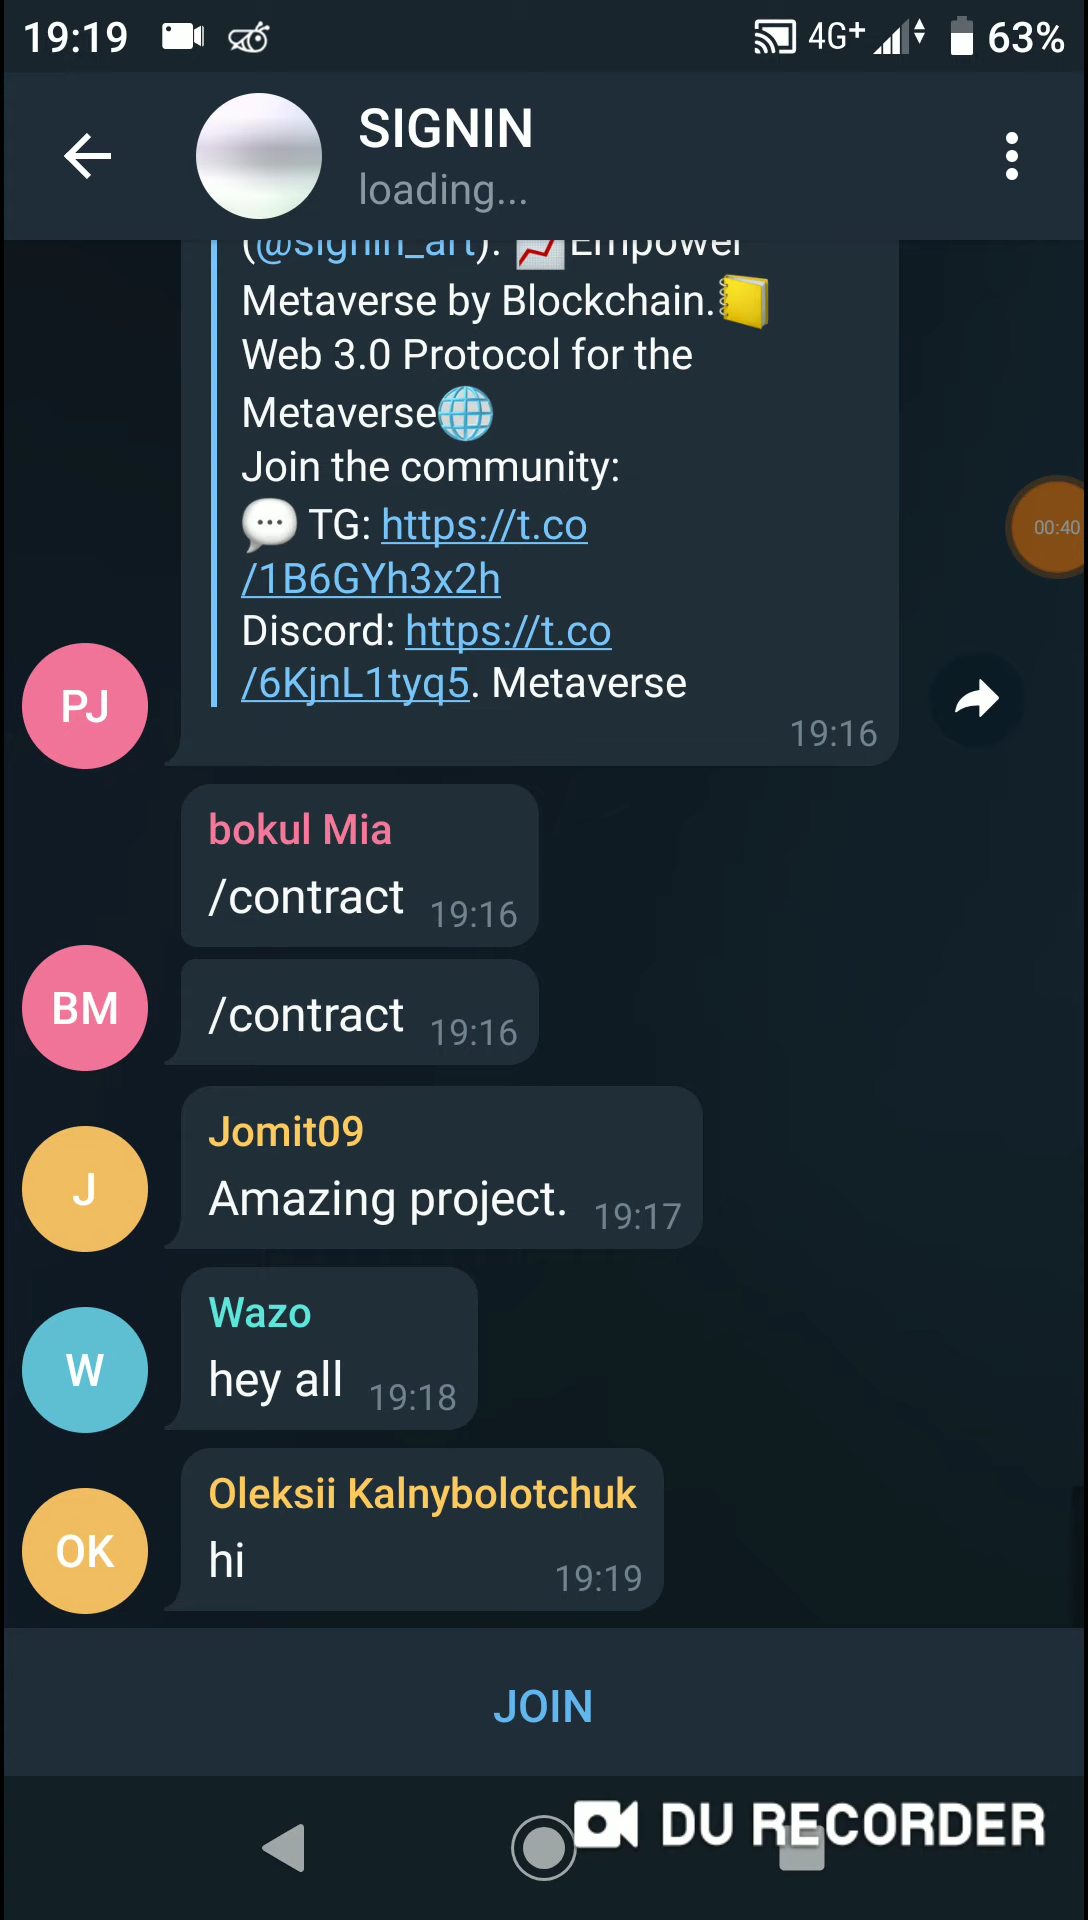 19:19 4G+ 63%
SIGNIN
loading...
(@signin_art). Empower
Metaverse by Blockchain.
Web 3.0 Protocol for the
Metaverse
Join the community:
TG: https://t.co
/1B6GYh3x2h
Discord: https://t.co
/6KjnL1tyq5. Metaverse
19:16
00:40
PJ
bokul Mia
/contract 19:16
BM
/contract 19:16
Jomit09
J
Amazing project. 19:17
Wazo
W
hey all 19:18
Oleksii Kalnybolotchuk
OK
hi 19:19
JOIN
DU RECORDER